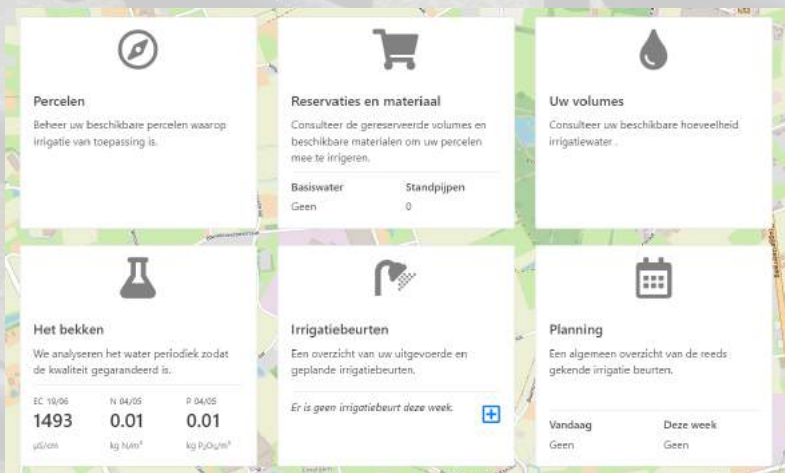 Percelen
Beheer uw beschikbare percelen waarop
irrigatie van toepassing is.
Reservaties en materiaal
Consulteer de gereserveerde volumes en
beschikbare materialen om uw percelen
mee te irrigeren.
Basiswater Standpijpen
Geen 0
Uw volumes
Consulteer uw beschikbare hoeveelheid
irrigatiewater .
Het bekken
We analyseren het water periodiek zodat
de kwaliteit gegarandeerd is.
EC 19/06 N 04/05 P 04/05
1493 0.01 0.01
µS/cm kg N/m³ kg P₂O₅/m³
Irrigatiebeurten
Een overzicht van uw uitgevoerde en
geplande irrigatiebeurten.
Er is geen irrigatiebeurt deze week.
Planning
Een algemeen overzicht van de reeds
gekende irrigatie beurten.
Vandaag Deze week
Geen Geen